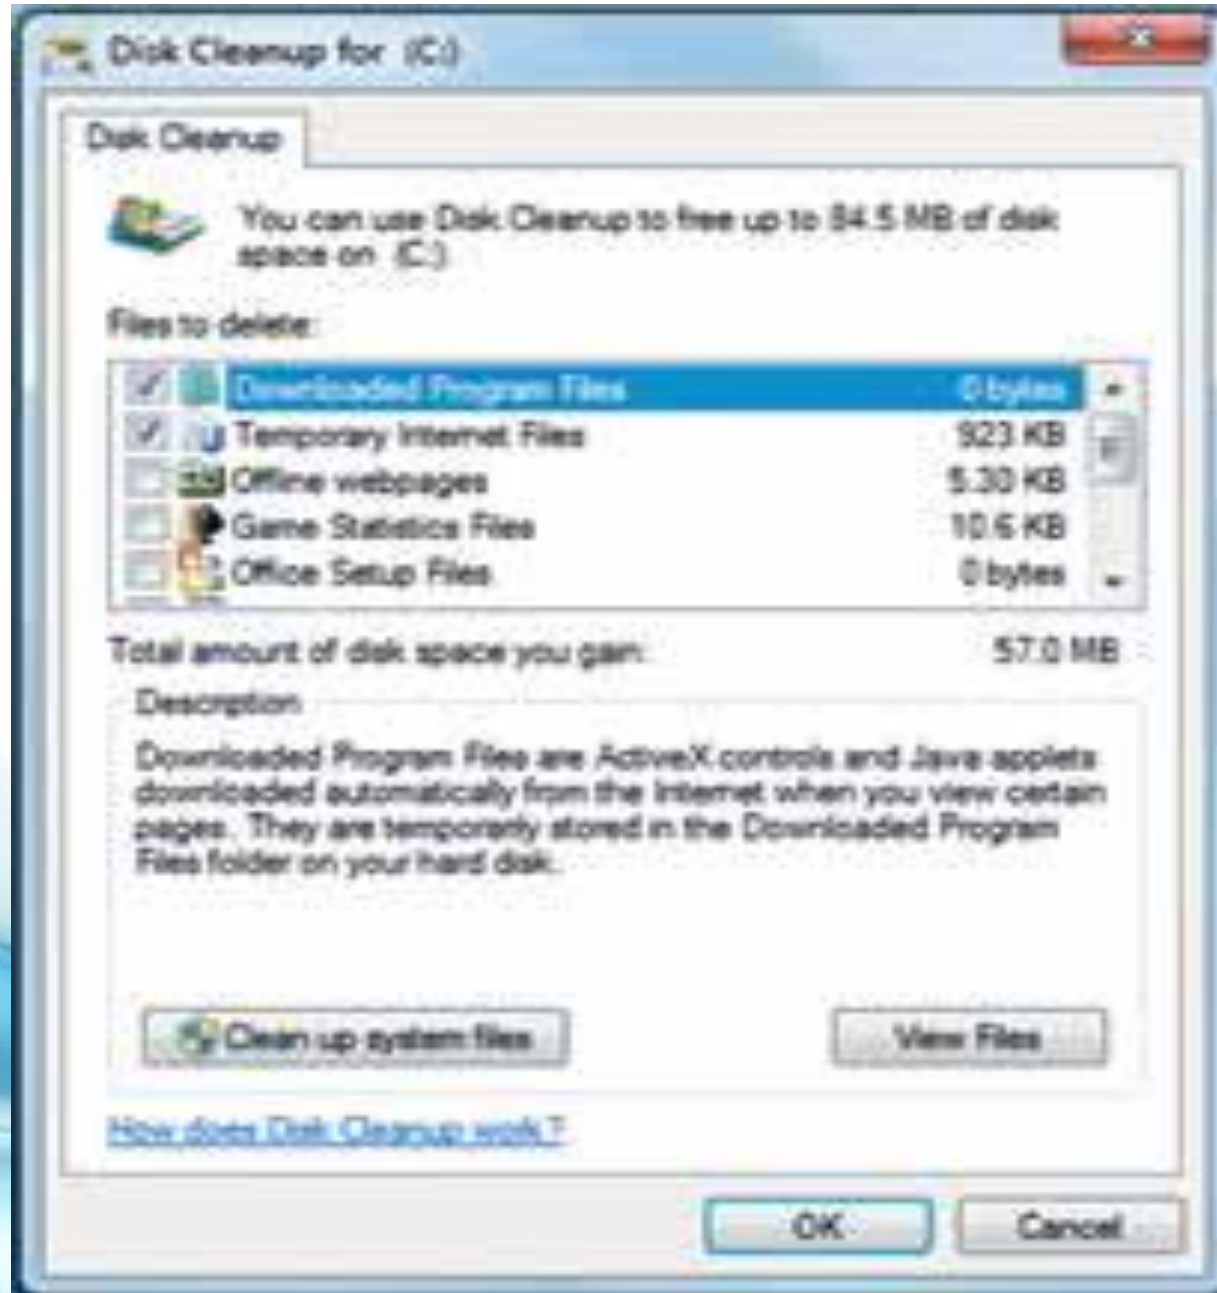 Disk Cleanup for (C:)
Disk Cleanup
You can use Disk Cleanup to free up to 84.5 MB of disk
space on (C:)
Files to delete:
Downloaded Program Files 0 bytes
Temporary Internet Files 923 KB
Offline webpages 5.30 KB
Game Statistics Files 10.6 KB
Office Setup Files 0 bytes
Total amount of disk space you gain: 57.0 MB
Description
Downloaded Program Files are ActiveX controls and Java applets
downloaded automatically from the Internet when you view certain
pages. They are temporarily stored in the Downloaded Program
Files folder on your hard disk.
Clean up system files
View Files
How does Disk Cleanup work?
OK
Cancel